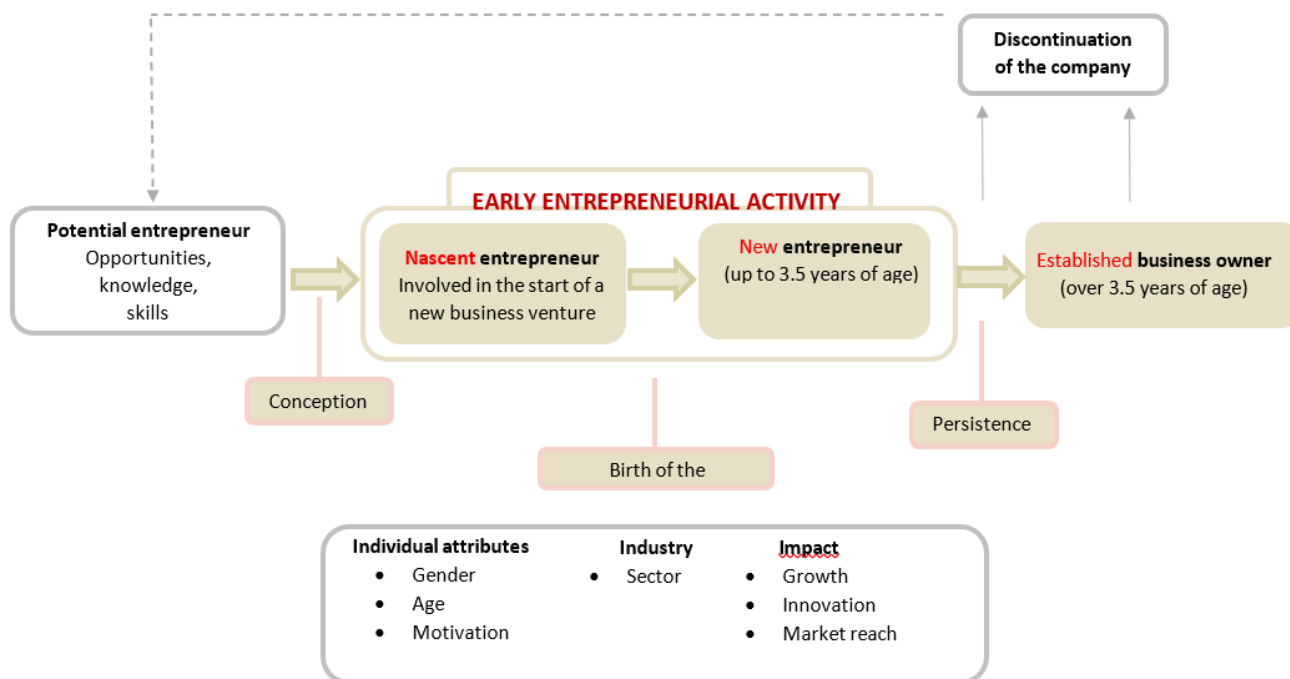 Discontinuation
of the company
EARLY ENTREPRENEURIAL ACTIVITY
Potential entrepreneur
Opportunities,
knowledge,
skills
Nascent entrepreneur
Involved in the start of a
new business venture
New entrepreneur
(up to 3.5 years of age)
Established business owner
(over 3.5 years of age)
Conception
Birth of the
Persistence
Individual attributes
• Gender
• Age
• Motivation
Industry
• Sector
Impact
• Growth
• Innovation
• Market reach